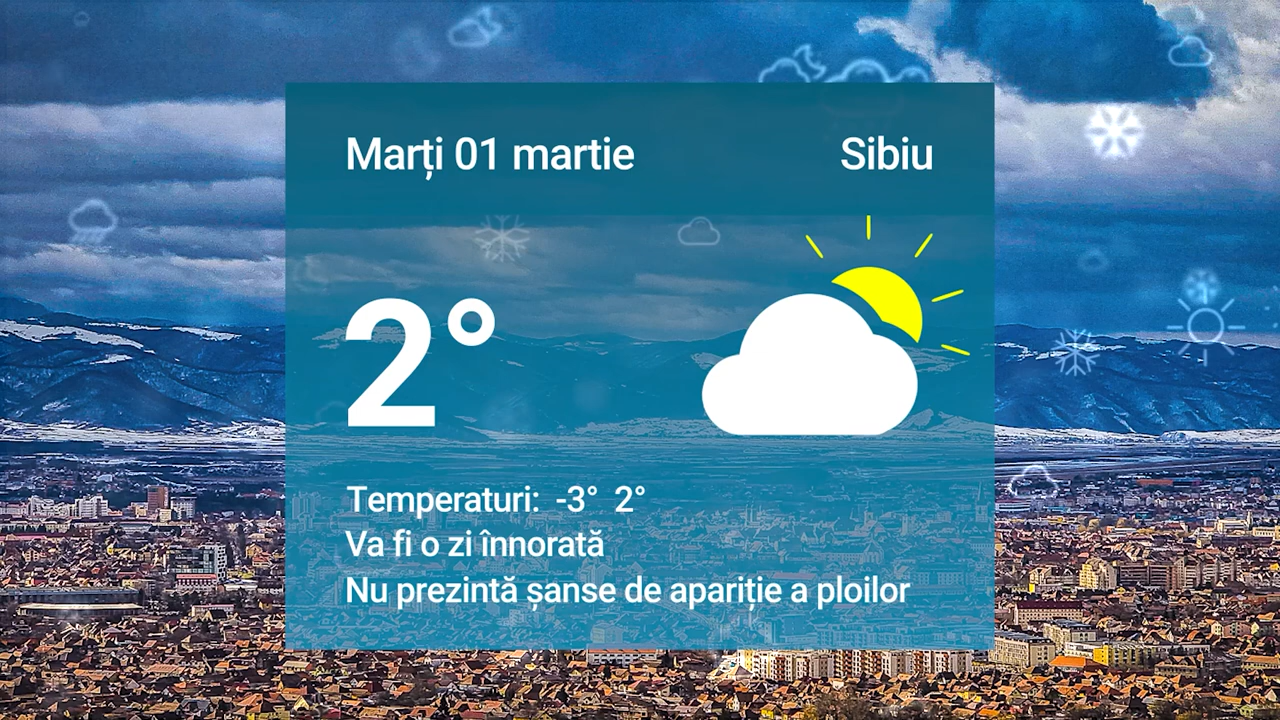 Marți 01 martie Sibiu
2°
Temperaturi: -3° 2°
Va fi o zi înnorată
Nu prezintă șanse de apariție a ploilor